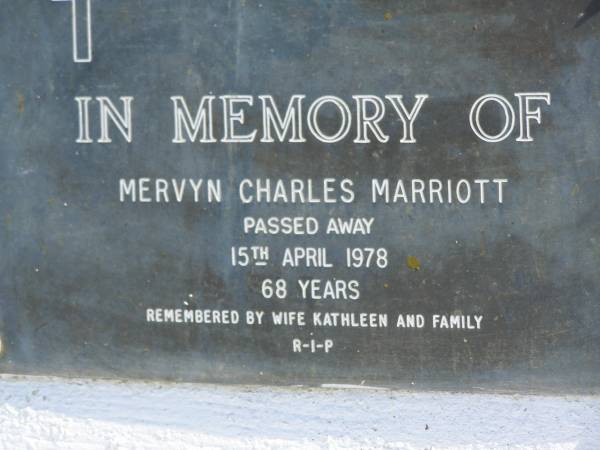 IN MEMORY OF
MERVYN CHARLES MARRIOTT
PASSED AWAY
15TH APRIL 1978
68 YEARS
REMEMBERED BY WIFE KATHLEEN AND FAMILY
R-I-P